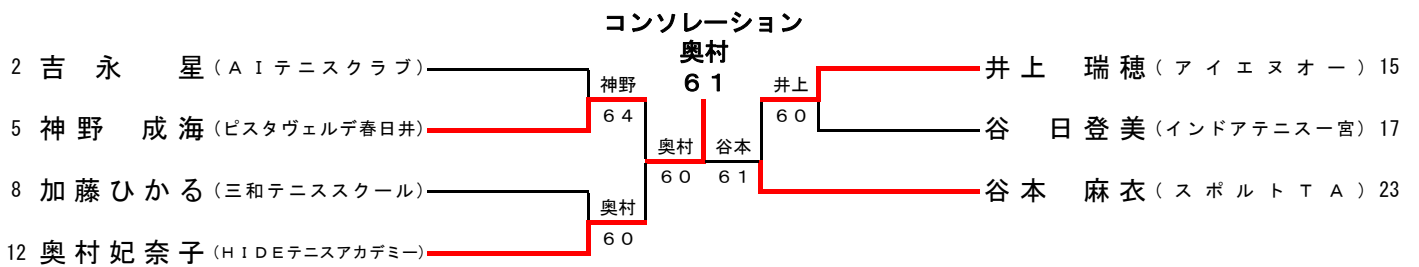 コンソレーション
奥村
６１
2 吉永 星 (ＡＩテニスクラブ)
5 神野 成海 (ピスタヴェルデ春日井)
8 加藤ひかる (三和テニススクール)
12 奥村妃奈子 (ＨＩＤＥテニスアカデミー)
神野
６４
奥村
６０
奥村
６０
谷本
６１
井上
６０
井上 瑞穂 (アイエヌオー) 15
谷 日登美 (インドアテニス一宮) 17
谷本 麻衣 (スポルトＴＡ) 23